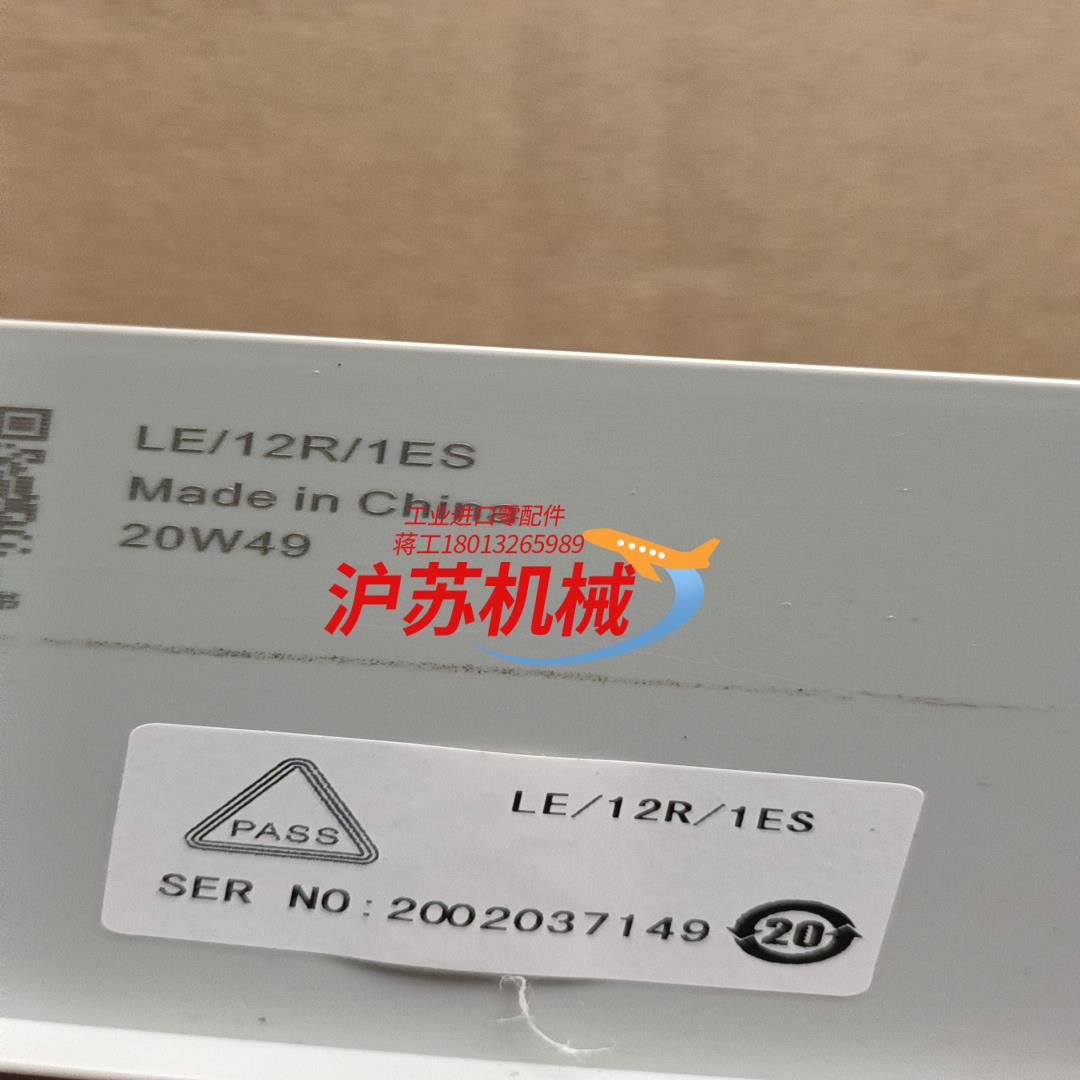 LE/12R/1ES
Made in China
20W49
工业进口零配件
蒋工18013265989
沪苏机械
PASS
LE/12R/1ES
SER NO:2002037149
20